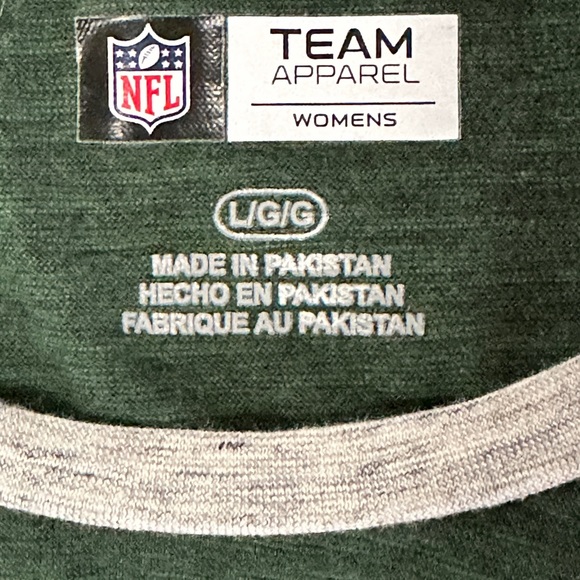 NFL
TEAM
APPAREL
WOMENS
L/G/G
MADE IN PAKISTAN
HECHO EN PAKISTAN
FABRIQUE AU PAKISTAN